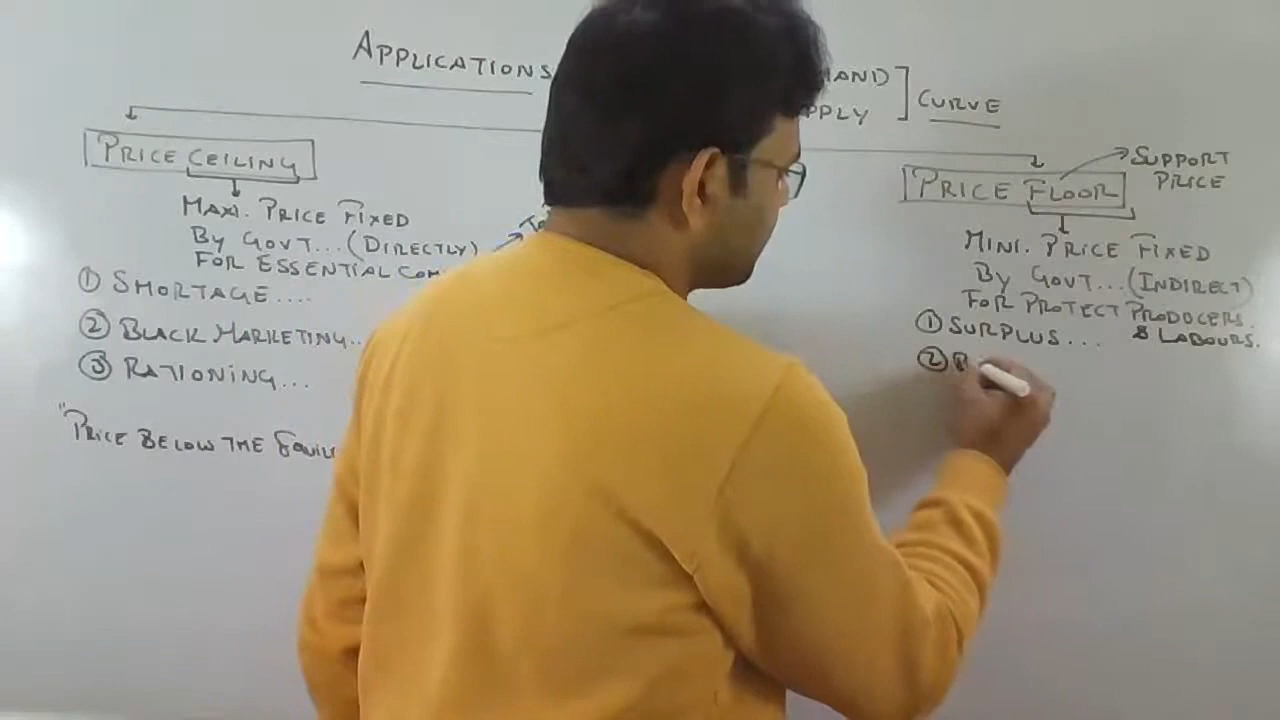 APPLICATIONS
CURVE
PRICE CEILING
MAXI. PRICE FIXED
BY GOVT...(DIRECTLY)
FOR ESSENTIAL
① SHORTAGE....
② BLACK MARKETING..
③ RATIONING...
"PRICE BELOW THE
SUPPORT
PRICE
PRICE FLOOR
MINI. PRICE FIXED
BY GOVT...(INDIRECT)
FOR PROTECT PRODUCERS.
& LABOURS.
① SURPLUS...
②